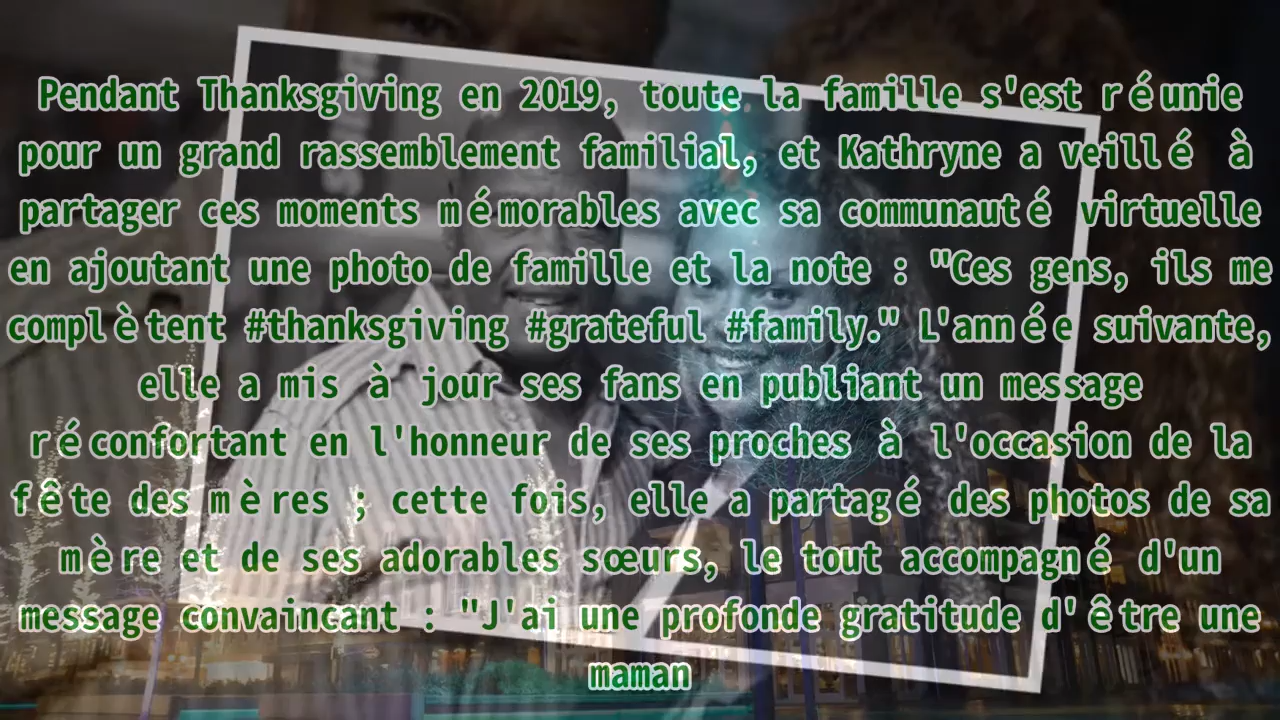 Pendant Thanksgiving en 2019, toute la famille s'est réunie
pour un grand rassemblement familial, et Kathryne a veillé à
partager ces moments mémorables avec sa communauté virtuelle
en ajoutant une photo de famille et la note : "Ces gens, ils me
complètent #thanksgiving #grateful #family." L'année suivante,
elle a mis à jour ses fans en publiant un message
réconfortant en l'honneur de ses proches à l'occasion de la
fête des mères ; cette fois, elle a partagé des photos de sa
mère et de ses adorables sœurs, le tout accompagné d'un
message convaincant : "J'ai une profonde gratitude d'être une
maman